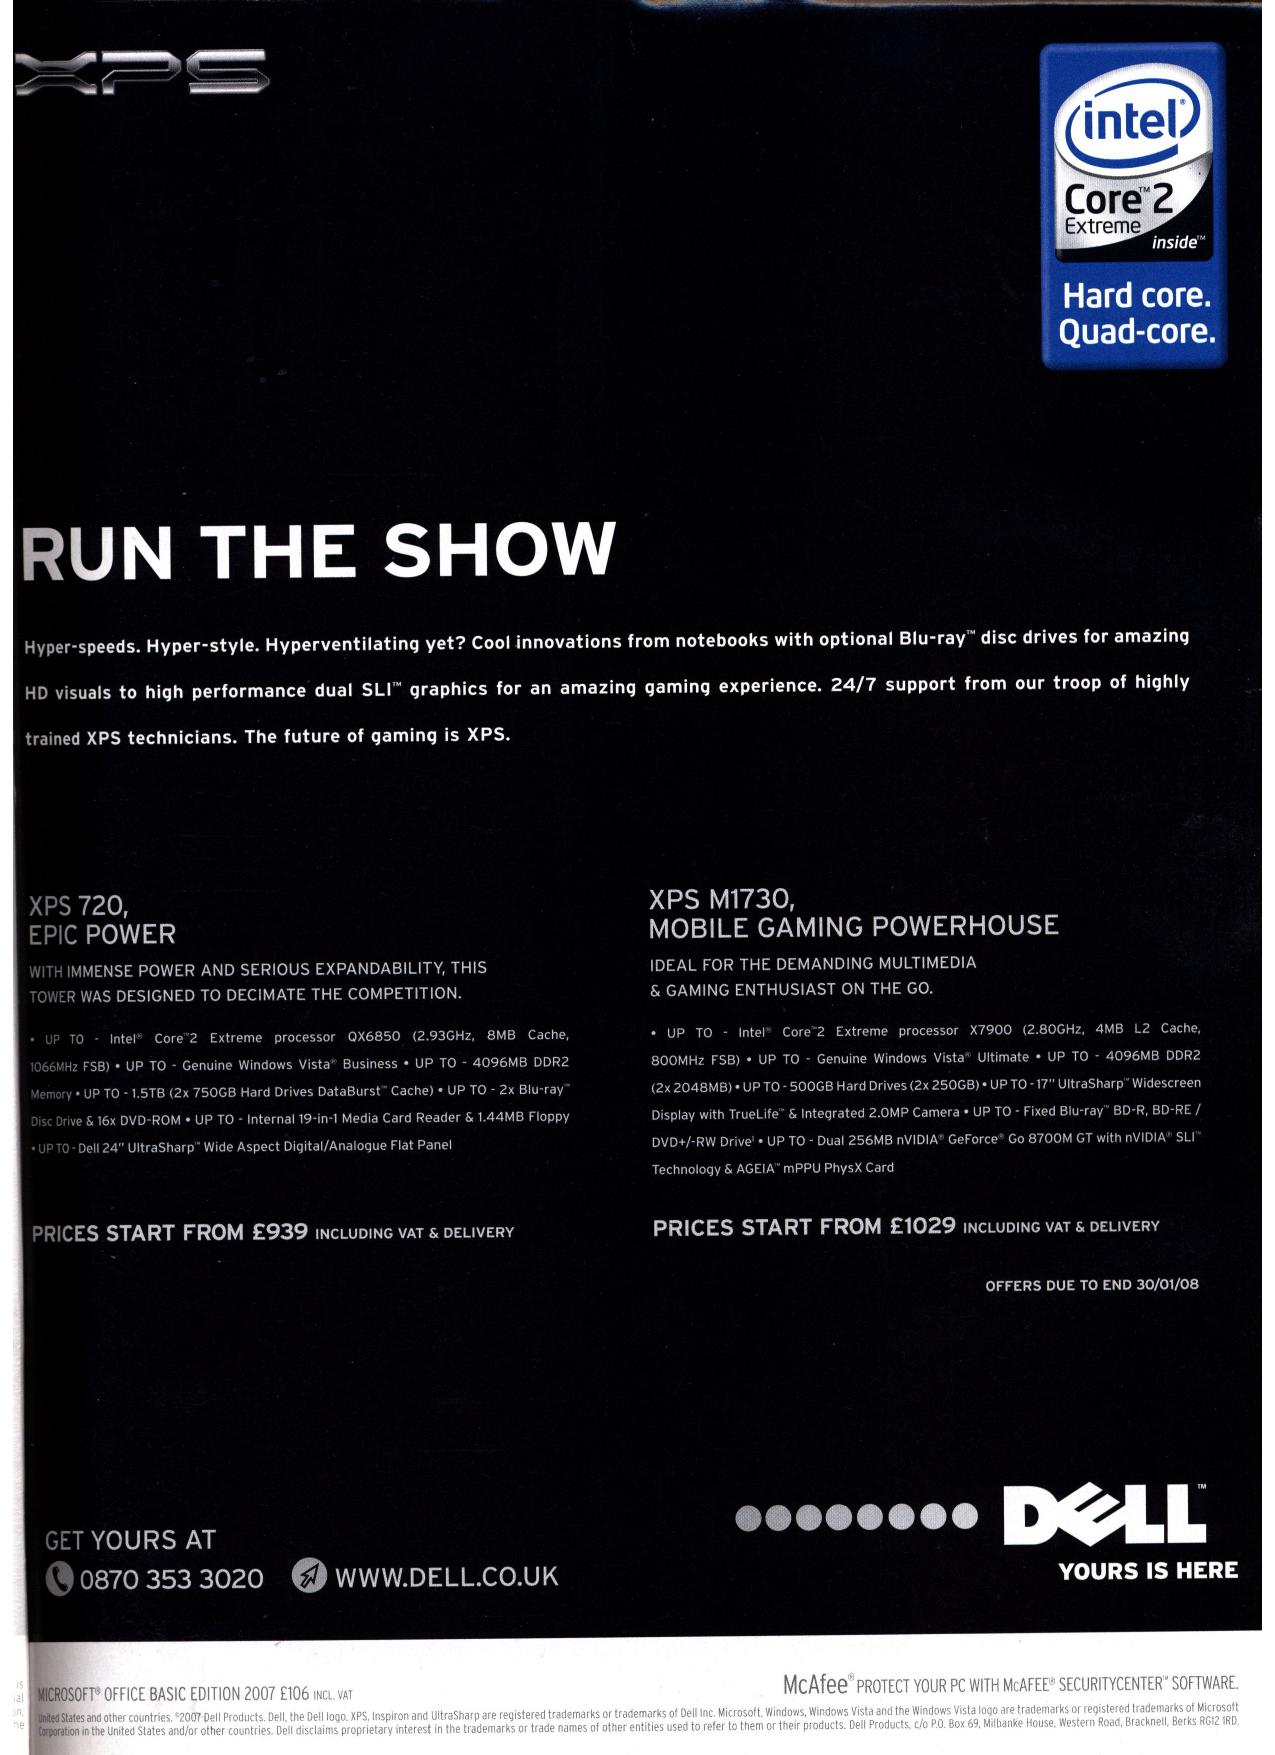 XPS
intel®
Core™2
Extreme
inside™
Hard core.
Quad-core.
RUN THE SHOW
Hyper-speeds. Hyper-style. Hyperventilating yet? Cool innovations from notebooks with optional Blu-ray™ disc drives for amazing
HD visuals to high performance dual SLI™ graphics for an amazing gaming experience. 24/7 support from our troop of highly
trained XPS technicians. The future of gaming is XPS.
XPS 720,
EPIC POWER
WITH IMMENSE POWER AND SERIOUS EXPANDABILITY, THIS
TOWER WAS DESIGNED TO DECIMATE THE COMPETITION.
• UP TO - Intel® Core™2 Extreme processor QX6850 (2.93GHz, 8MB Cache,
1066MHz FSB) • UP TO - Genuine Windows Vista® Business • UP TO - 4096MB DDR2
Memory • UP TO - 1.5TB (2x 750GB Hard Drives DataBurst™ Cache) • UP TO - 2x Blu-ray™
Disc Drive & 16x DVD-ROM • UP TO - Internal 19-in-1 Media Card Reader & 1.44MB Floppy
• UP TO - Dell 24" UltraSharp™ Wide Aspect Digital/Analogue Flat Panel
PRICES START FROM £939 INCLUDING VAT & DELIVERY
XPS M1730,
MOBILE GAMING POWERHOUSE
IDEAL FOR THE DEMANDING MULTIMEDIA
& GAMING ENTHUSIAST ON THE GO.
• UP TO - Intel® Core™2 Extreme processor X7900 (2.80GHz, 4MB L2 Cache,
800MHz FSB) • UP TO - Genuine Windows Vista® Ultimate • UP TO - 4096MB DDR2
(2x 2048MB) • UP TO - 500GB Hard Drives (2x 250GB) • UP TO - 17" UltraSharp™ Widescreen
Display with TrueLife™ & Integrated 2.0MP Camera • UP TO - Fixed Blu-ray™ BD-R, BD-RE /
DVD+/-RW Drive¹ • UP TO - Dual 256MB nVIDIA® GeForce® Go 8700M GT with nVIDIA® SLI™
Technology & AGEIA™ mPPU PhysX Card
PRICES START FROM £1029 INCLUDING VAT & DELIVERY
OFFERS DUE TO END 30/01/08
GET YOURS AT
0870 353 3020 WWW.DELL.CO.UK
DELL™
YOURS IS HERE
MICROSOFT® OFFICE BASIC EDITION 2007 £106 INCL. VAT
McAfee® PROTECT YOUR PC WITH McAFEE® SECURITYCENTER™ SOFTWARE.
United States and other countries. ©2007 Dell Products. Dell, the Dell logo, XPS, Inspiron and UltraSharp are registered trademarks or trademarks of Dell Inc. Microsoft, Windows, Windows Vista and the Windows Vista logo are trademarks or registered trademarks of Microsoft
Corporation in the United States and/or other countries. Dell disclaims proprietary interest in the trademarks or trade names of other entities used to refer to them or their products. Dell Products, c/o P.O. Box 69, Milbanke House, Western Road, Bracknell, Berks RG12 1RD.